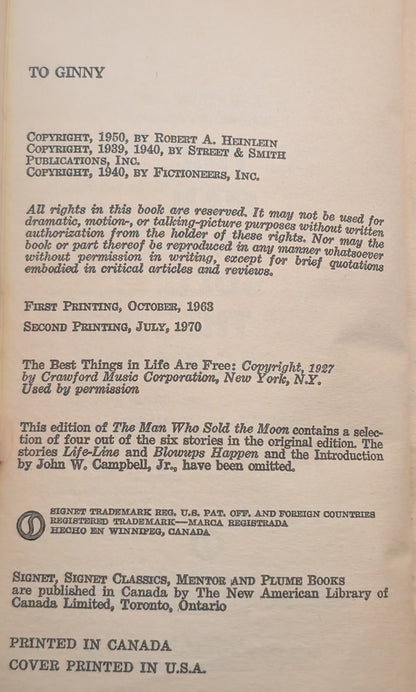 TO GINNY
COPYRIGHT, 1950, BY ROBERT A. HEINLEIN
COPYRIGHT, 1939, 1940, BY STREET & SMITH
PUBLICATIONS, INC.
COPYRIGHT, 1940, BY FICTIONEERS, INC.
All rights in this book are reserved. It may not be used for
dramatic, motion-, or talking-picture purposes without written
authorization from the holder of these rights. Nor may the
book or part thereof be reproduced in any manner whatsoever
without permission in writing, except for brief quotations
embodied in critical articles and reviews.
FIRST PRINTING, OCTOBER, 1963
SECOND PRINTING, JULY, 1970
The Best Things in Life Are Free: Copyright, 1927
by Crawford Music Corporation, New York, N.Y.
Used by permission
This edition of The Man Who Sold the Moon contains a selec-
tion of four out of the six stories in the original edition. The
stories Life-Line and Blowups Happen and the Introduction
by John W. Campbell, Jr., have been omitted.
SIGNET TRADEMARK REG. U.S. PAT. OFF. AND FOREIGN COUNTRIES
REGISTERED TRADEMARK—MARCA REGISTRADA
HECHO EN WINNIPEG, CANADA
SIGNET, SIGNET CLASSICS, MENTOR AND PLUME BOOKS
are published in Canada by The New American Library of
Canada Limited, Toronto, Ontario
PRINTED IN CANADA
COVER PRINTED IN U.S.A.